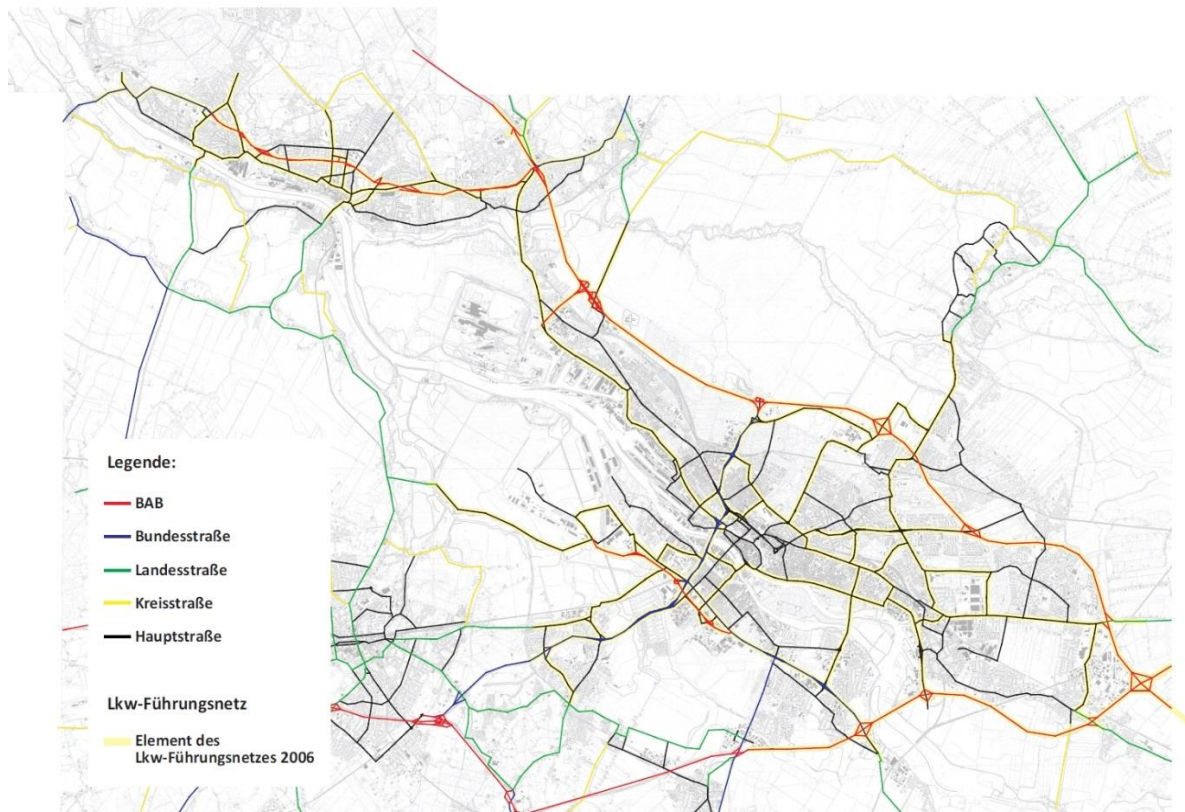 Legende:
BAB
Bundesstraße
Landesstraße
Kreisstraße
Hauptstraße
Lkw-Führungsnetz
Element des
Lkw-Führungsnetzes 2006